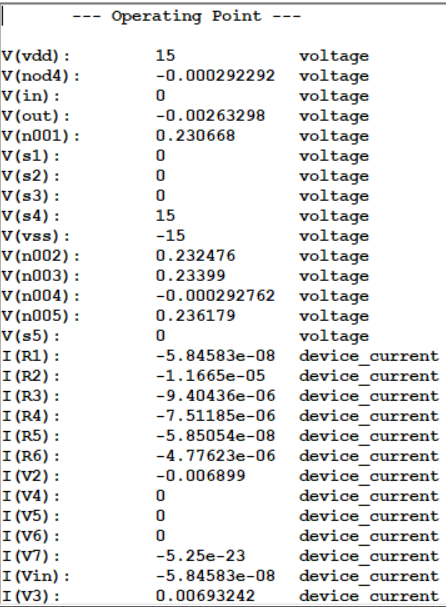 --- Operating Point ---
V(vdd): 15 voltage
V(nod4): -0.000292292 voltage
V(in): 0 voltage
V(out): -0.00263298 voltage
V(n001): 0.230668 voltage
V(s1): 0 voltage
V(s2): 0 voltage
V(s3): 0 voltage
V(s4): 15 voltage
V(vss): -15 voltage
V(n002): 0.232476 voltage
V(n003): 0.23399 voltage
V(n004): -0.000292762 voltage
V(n005): 0.236179 voltage
V(s5): 0 voltage
I(R1): -5.84583e-08 device_current
I(R2): -1.1665e-05 device_current
I(R3): -9.40436e-06 device_current
I(R4): -7.51185e-06 device_current
I(R5): -5.85054e-08 device_current
I(R6): -4.77623e-06 device_current
I(V2): -0.006899 device_current
I(V4): 0 device_current
I(V5): 0 device_current
I(V6): 0 device_current
I(V7): -5.25e-23 device_current
I(Vin): -5.84583e-08 device_current
I(V3): 0.00693242 device_current